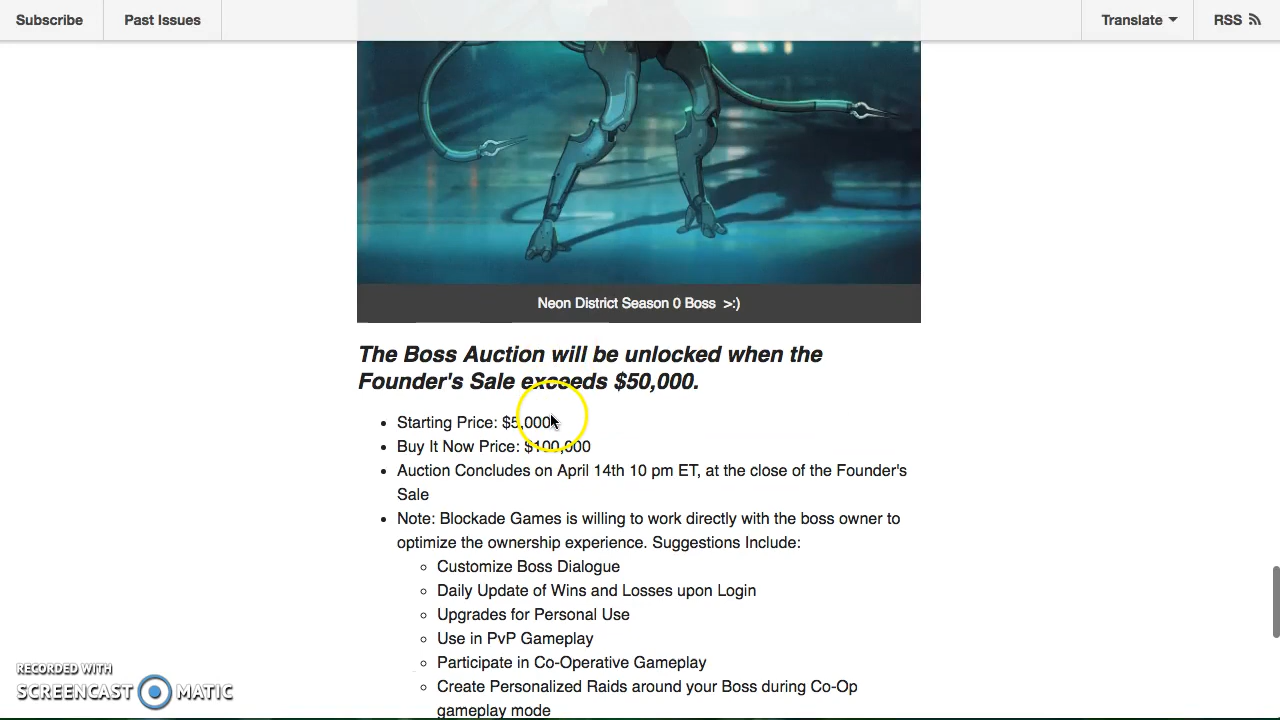 Subscribe
Past Issues
Translate
RSS
Neon District Season 0 Boss >:)
The Boss Auction will be unlocked when the
Founder's Sale exceeds $50,000.
Starting Price: $5,000
Buy It Now Price: $100,000
Auction Concludes on April 14th 10 pm ET, at the close of the Founder's
Sale
Note: Blockade Games is willing to work directly with the boss owner to
optimize the ownership experience. Suggestions Include:
Customize Boss Dialogue
Daily Update of Wins and Losses upon Login
Upgrades for Personal Use
Use in PvP Gameplay
Participate in Co-Operative Gameplay
Create Personalized Raids around your Boss during Co-Op
gameplay mode
RECORDED WITH
SCREENCAST MATIC